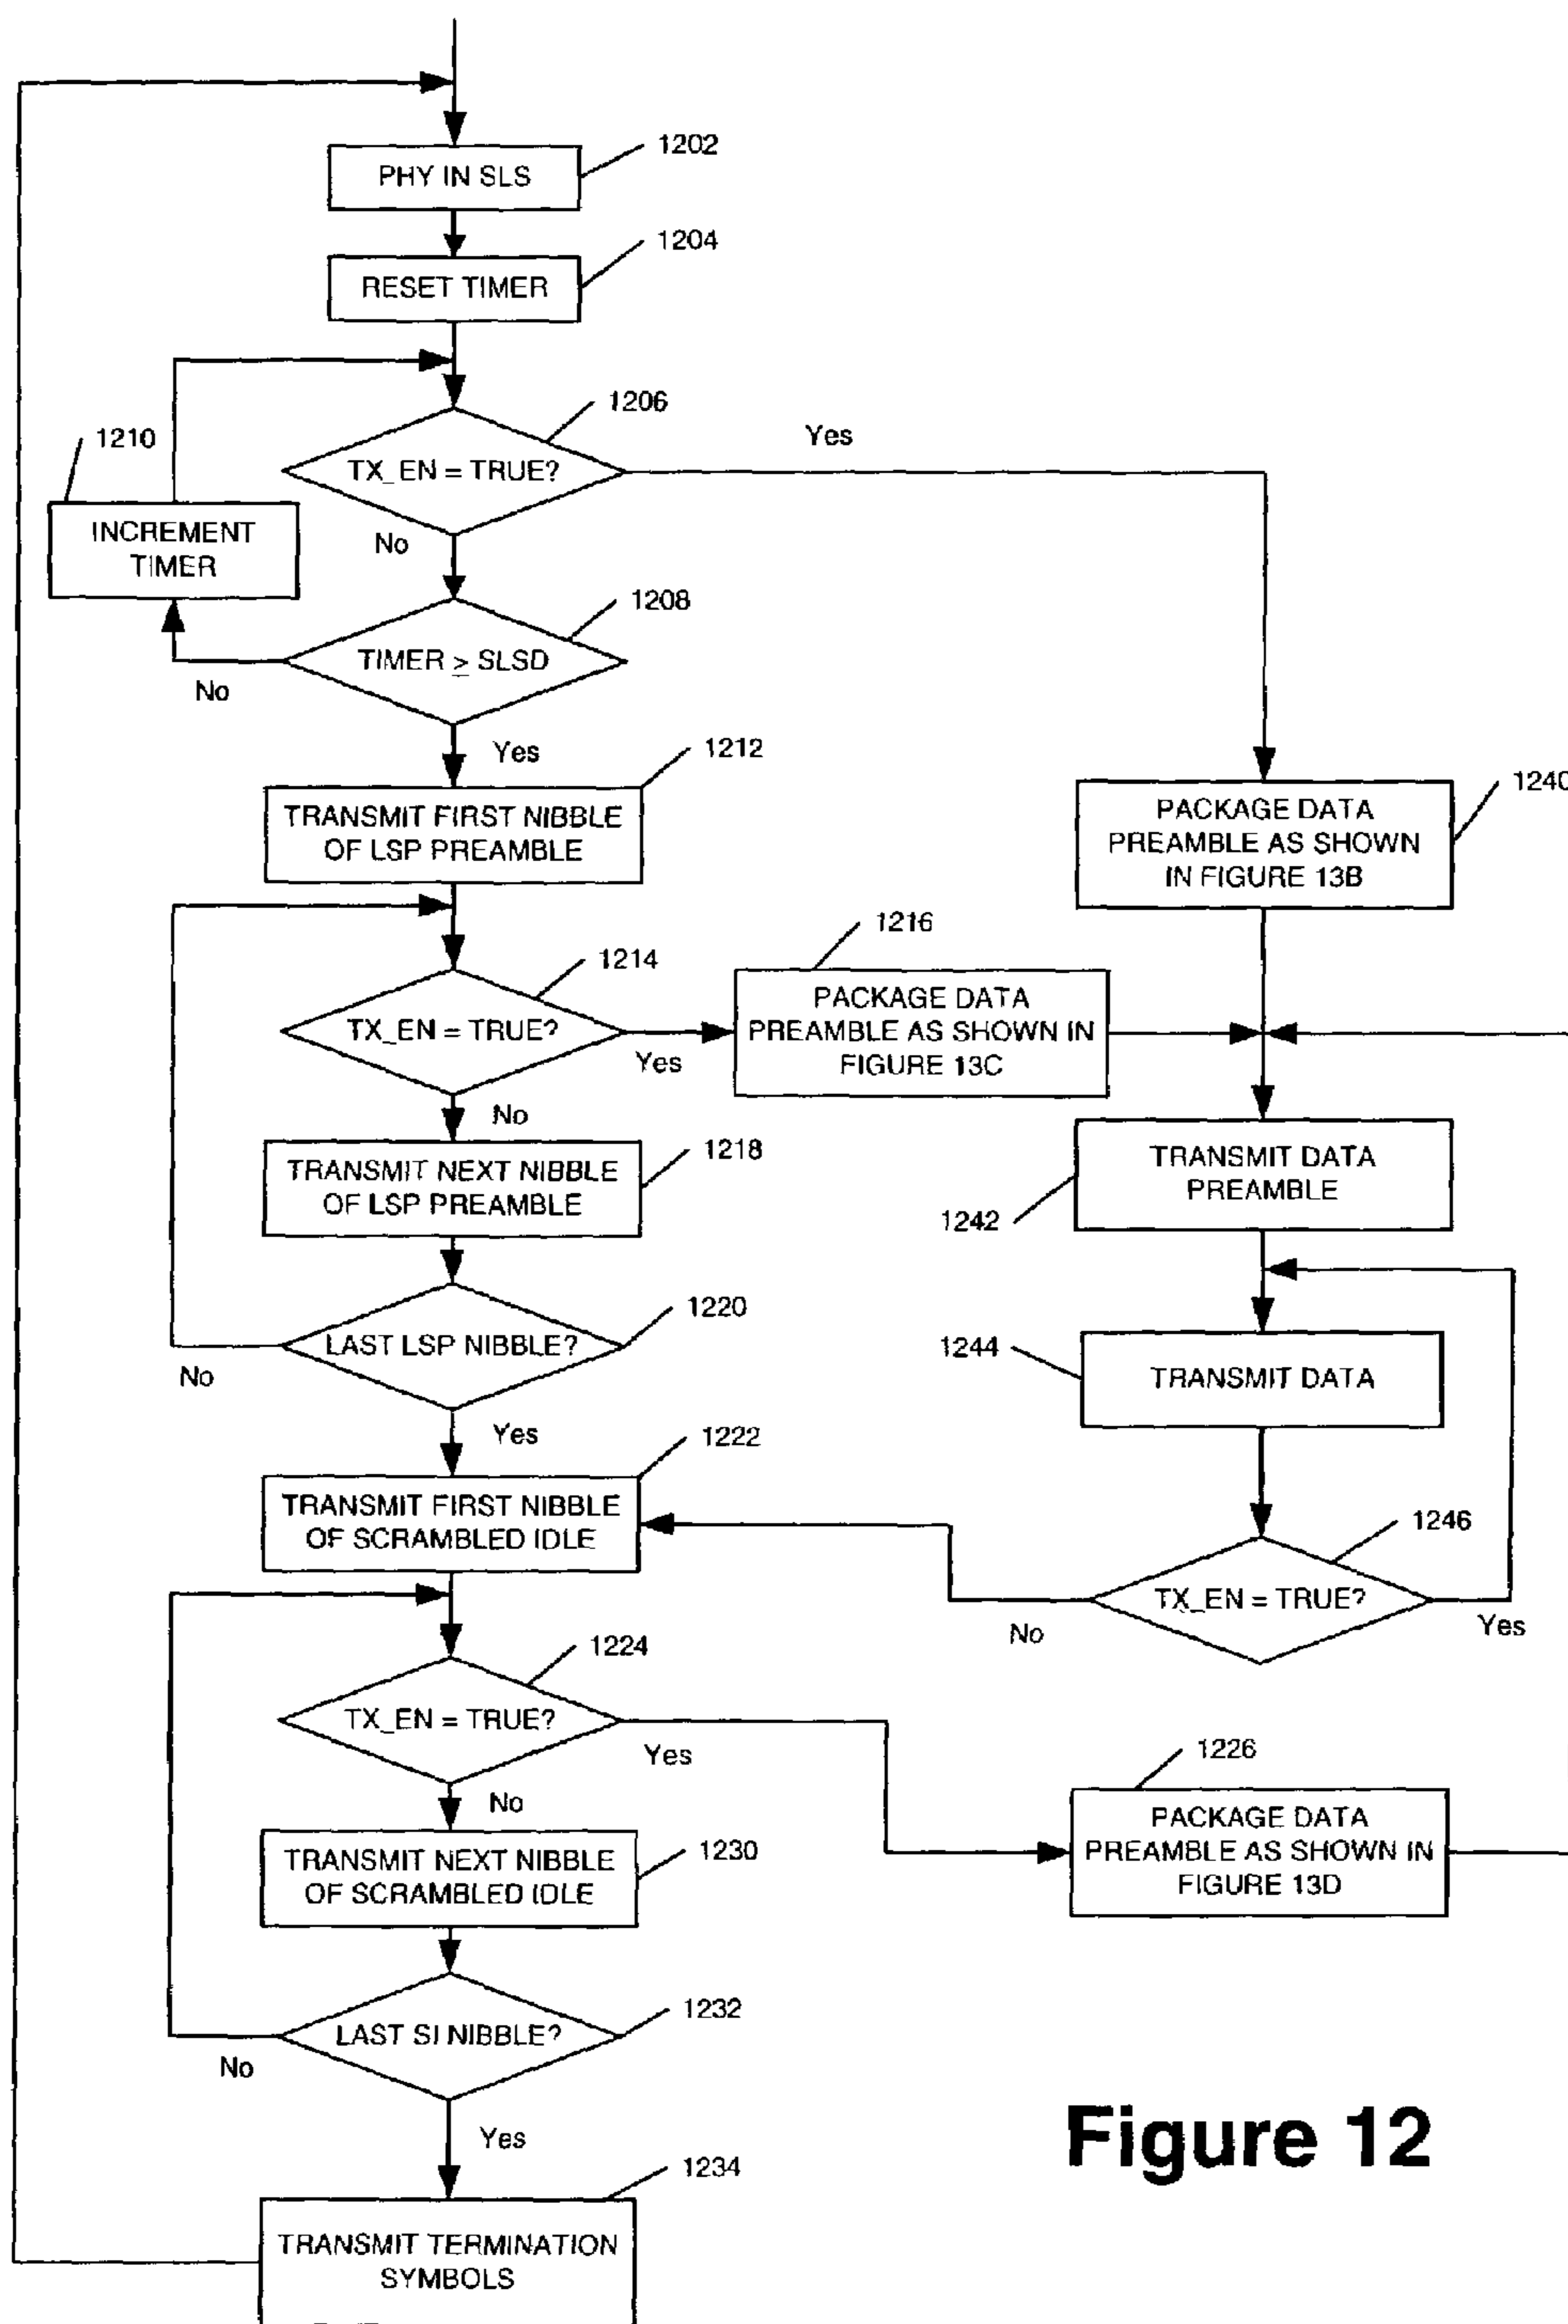 1202
PHY IN SLS
1204
RESET TIMER
1206
TX_EN = TRUE?
Yes
No
1210
INCREMENT
TIMER
1208
TIMER ≥ SLSD
No
Yes
1212
TRANSMIT FIRST NIBBLE
OF LSP PREAMBLE
1240
PACKAGE DATA
PREAMBLE AS SHOWN
IN FIGURE 13B
1214
TX_EN = TRUE?
Yes
No
1216
PACKAGE DATA
PREAMBLE AS SHOWN IN
FIGURE 13C
1218
TRANSMIT NEXT NIBBLE
OF LSP PREAMBLE
1242
TRANSMIT DATA
PREAMBLE
1220
LAST LSP NIBBLE?
No
Yes
1244
TRANSMIT DATA
1222
TRANSMIT FIRST NIBBLE
OF SCRAMBLED IDLE
1246
TX_EN = TRUE?
No
Yes
1224
TX_EN = TRUE?
Yes
No
1226
PACKAGE DATA
PREAMBLE AS SHOWN IN
FIGURE 13D
1230
TRANSMIT NEXT NIBBLE
OF SCRAMBLED IDLE
1232
LAST SI NIBBLE?
No
Yes
1234
TRANSMIT TERMINATION
SYMBOLS
Figure 12